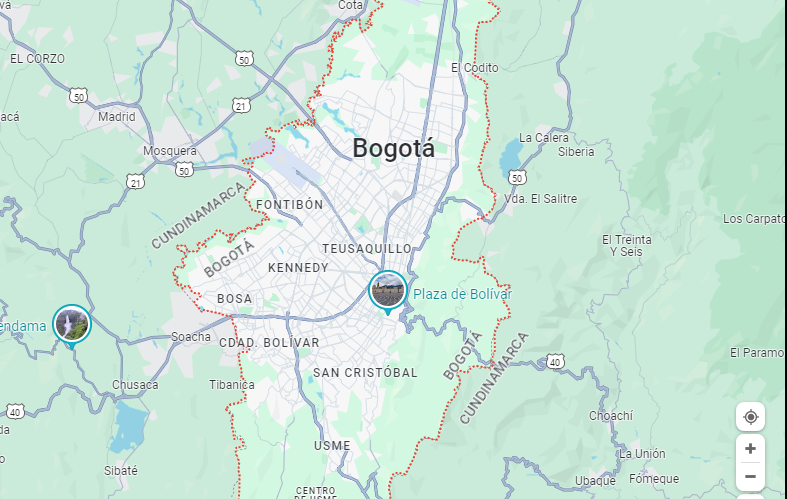 Cota
El Codito
EL CORZO
50
50
21
Madrid
Bogotá
Mosquera
La Calera
Siberia
50
50
21
Vda. El Salitre
CUNDINAMARCA
FONTIBÓN
Los Carpato
TEUSAQUILLO
El Treinta
Y Seis
BOGOTÁ
KENNEDY
Plaza de Bolívar
BOSA
endama
Soacha
CDAD. BOLÍVAR
BOGOTÁ
CUNDINAMARCA
40
El Paramo
SAN CRISTÓBAL
Chusaca
Tibanica
40
Choachí
USME
La Unión
Sibaté
Ubaque
Fómeque
CENTRO
DE USME